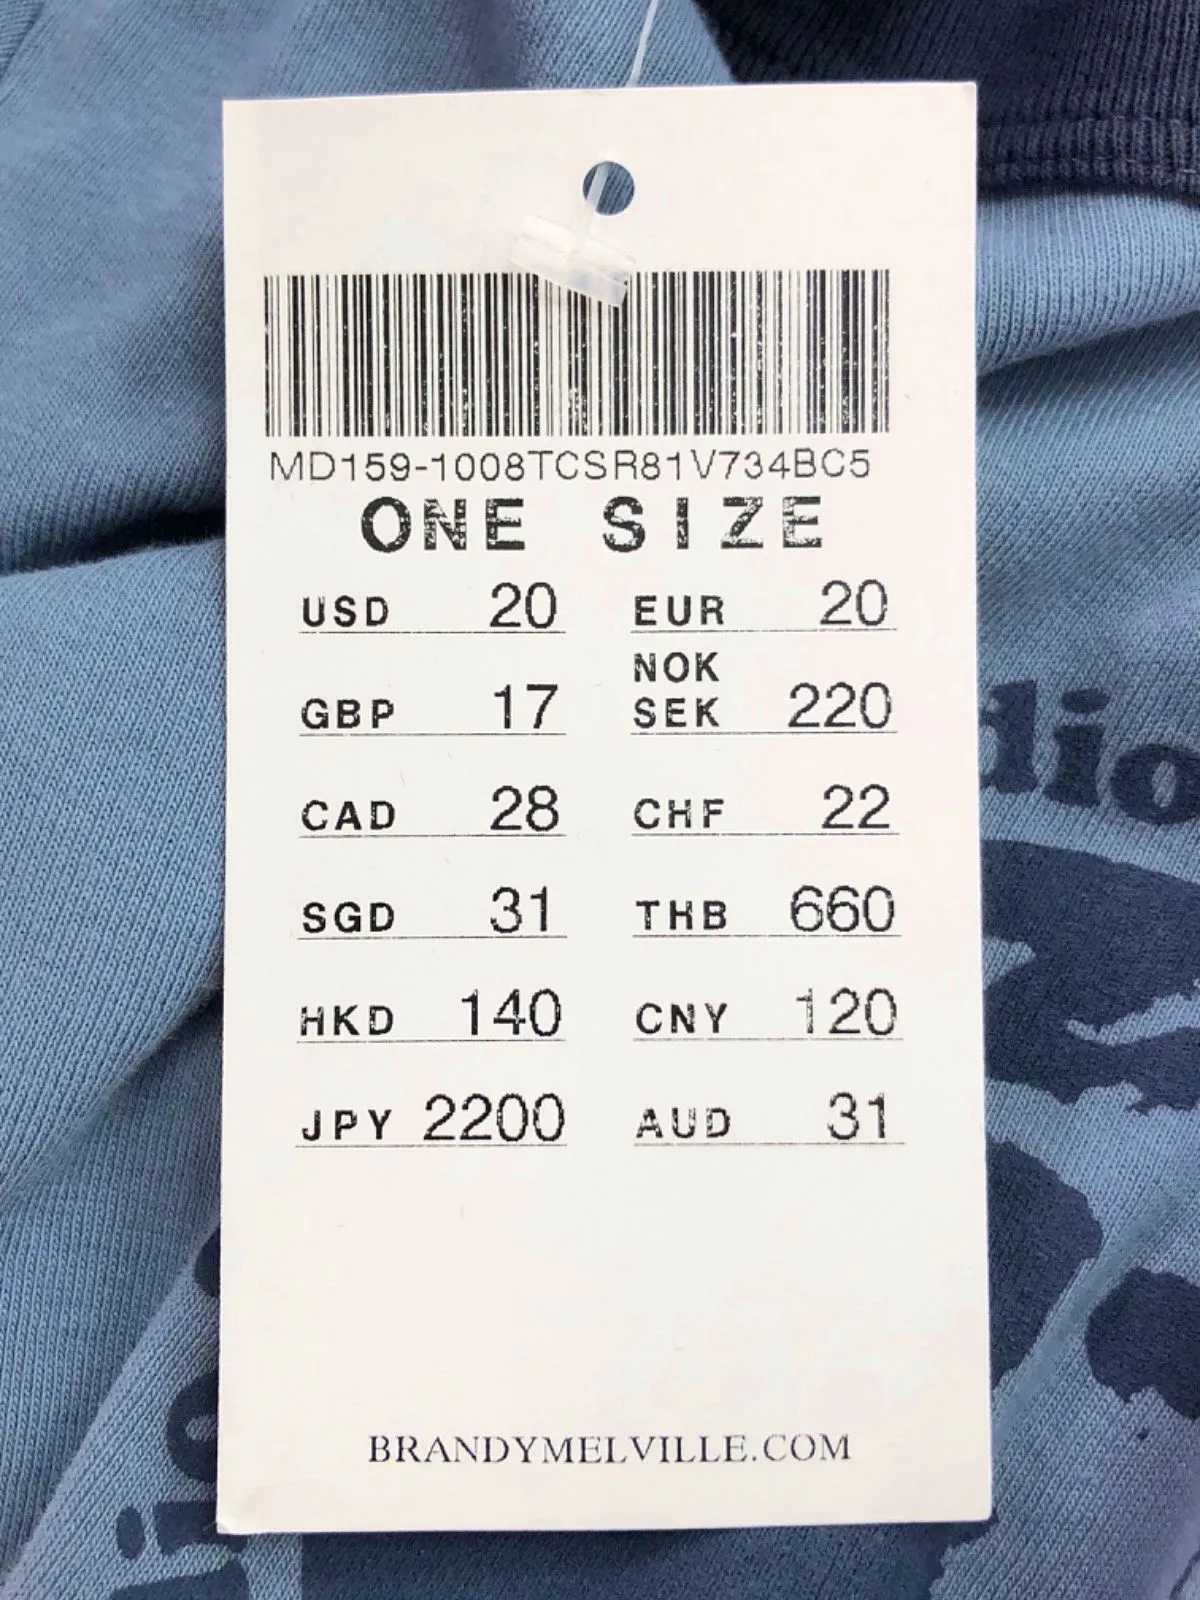 MD159-1008TCSR81V734BC5
ONE SIZE
USD 20 EUR 20
NOK
GBP 17 SEK 220
CAD 28 CHF 22
SGD 31 THB 660
HKD 140 CNY 120
JPY 2200 AUD 31
dio
BRANDYMELVILLE.COM